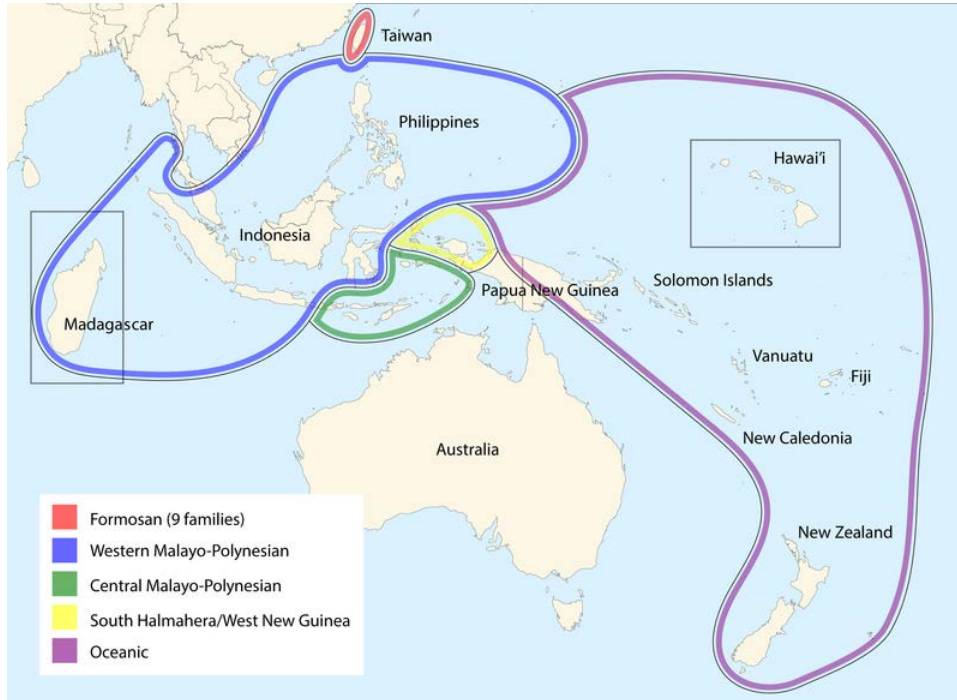 Taiwan
Philippines
Hawai'i
Indonesia
Solomon Islands
Papua New Guinea
Madagascar
Vanuatu
Fiji
New Caledonia
Australia
New Zealand
Formosan (9 families)
Western Malayo-Polynesian
Central Malayo-Polynesian
South Halmahera/West New Guinea
Oceanic